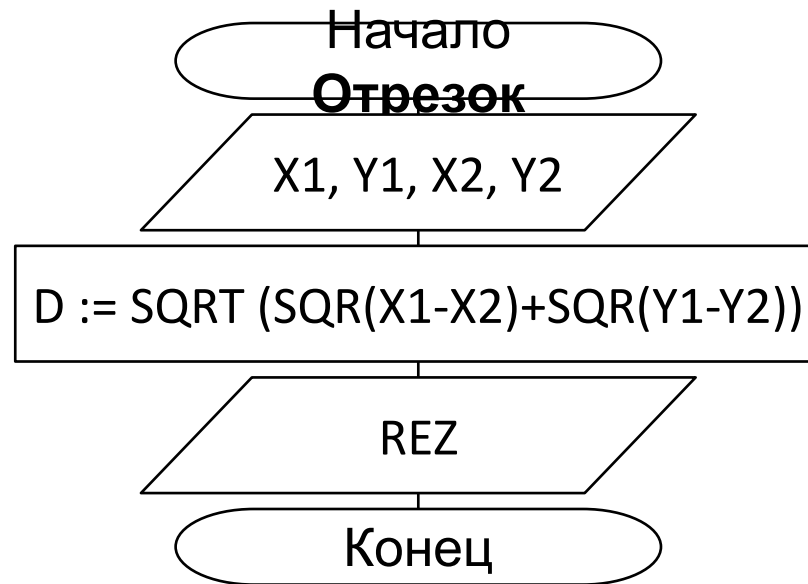 Начало
Отрезок
X1, Y1, X2, Y2
D := SQRT (SQR(X1-X2)+SQR(Y1-Y2))
REZ
Конец